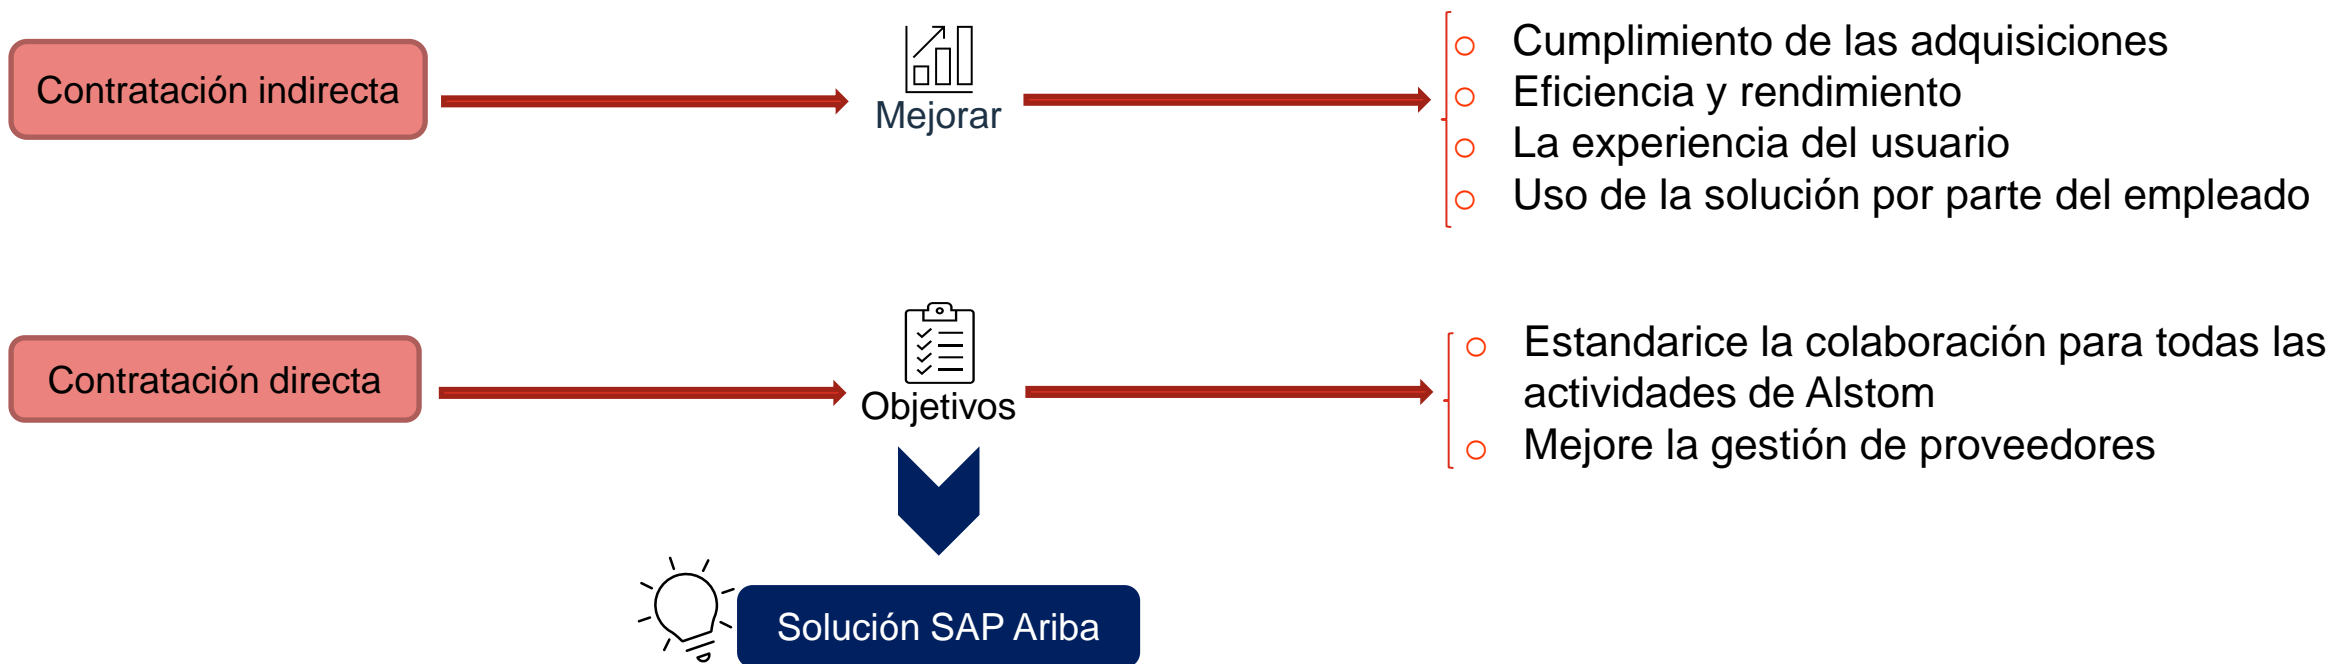 Contratación indirecta
Mejorar
Cumplimiento de las adquisiciones
Eficiencia y rendimiento
La experiencia del usuario
Uso de la solución por parte del empleado
Contratación directa
Objetivos
Estandarice la colaboración para todas las
actividades de Alstom
Mejore la gestión de proveedores
Solución SAP Ariba